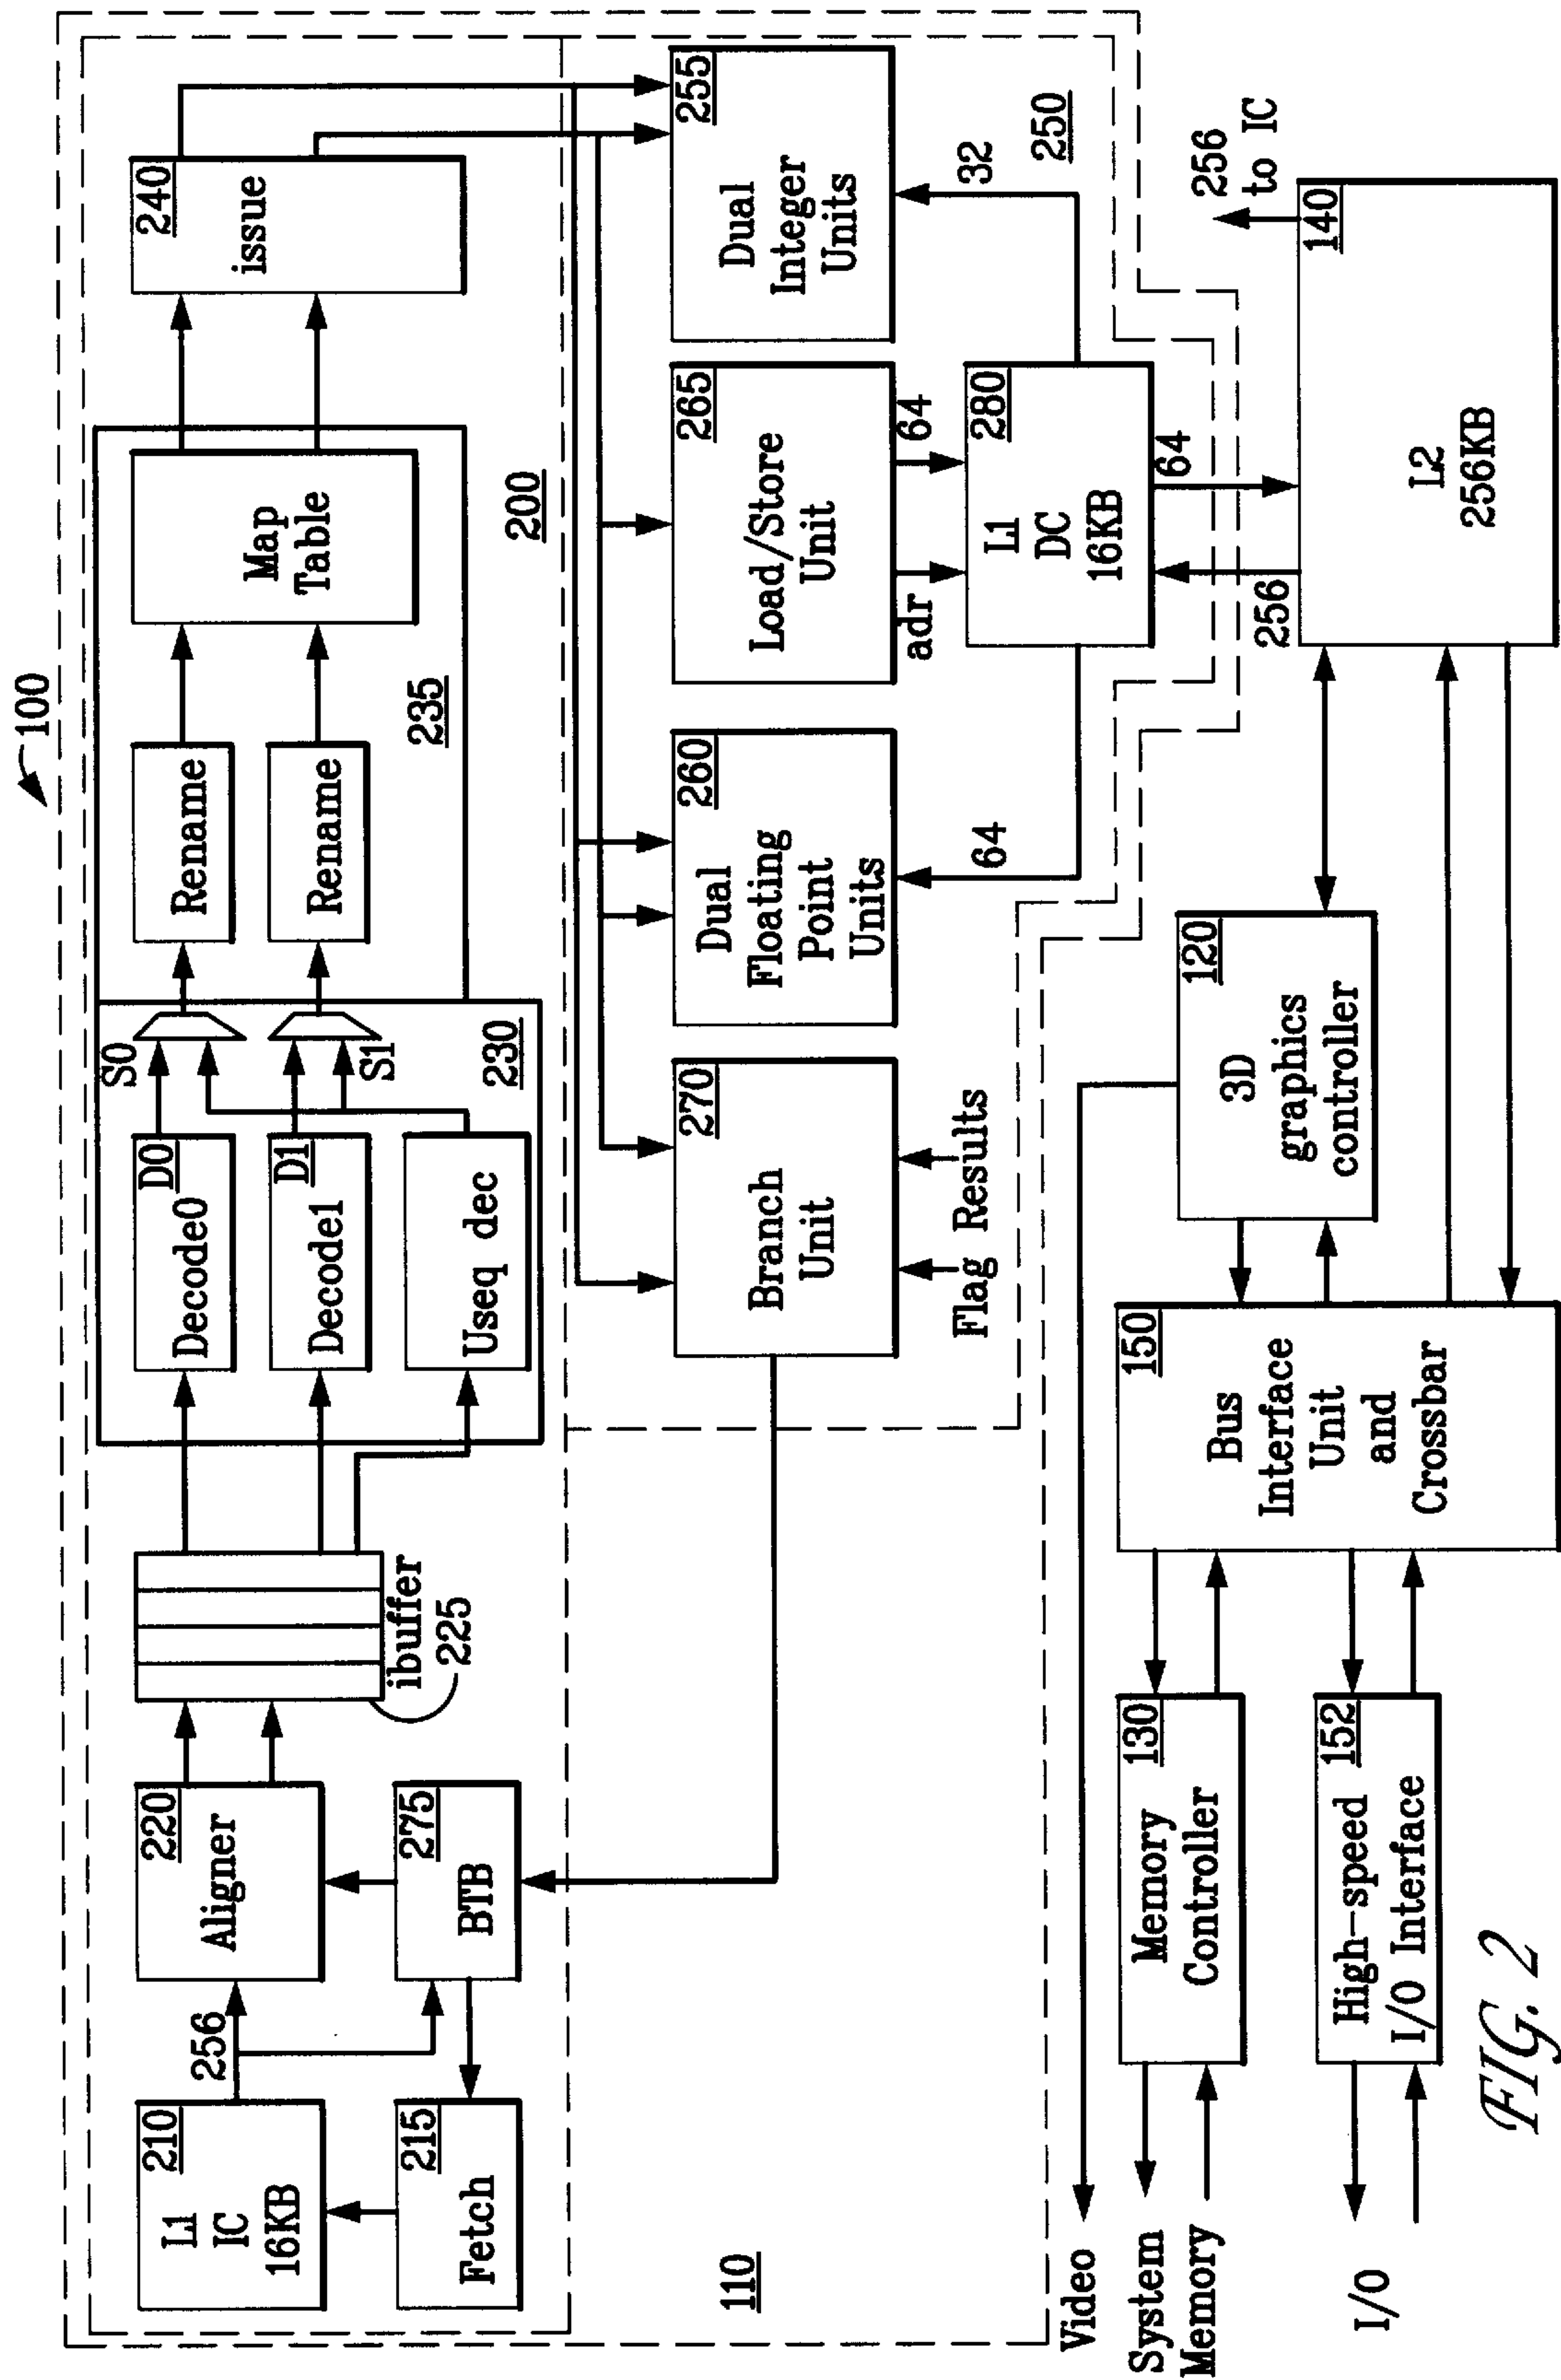 100
210
L1
IC
16KB
256
215
Fetch
220
Aligner
275
BTB
ibuffer
225
D0
Decode0
D1
Decode1
Useq dec
S0
S1
230
Rename
Rename
235
Map
Table
240
issue
200
270
Branch
Unit
Flag Results
260
Dual
Floating
Point
Units
64
265
Load/Store
Unit
adr
64
255
Dual
Integer
Units
32
280
L1
DC
16KB
250
110
256
64
256
to IC
140
L2
256KB
120
3D
graphics
controller
150
Bus
Interface
Unit
and
Crossbar
130
Memory
Controller
152
High-speed
I/O Interface
Video
System
Memory
I/O
FIG. 2